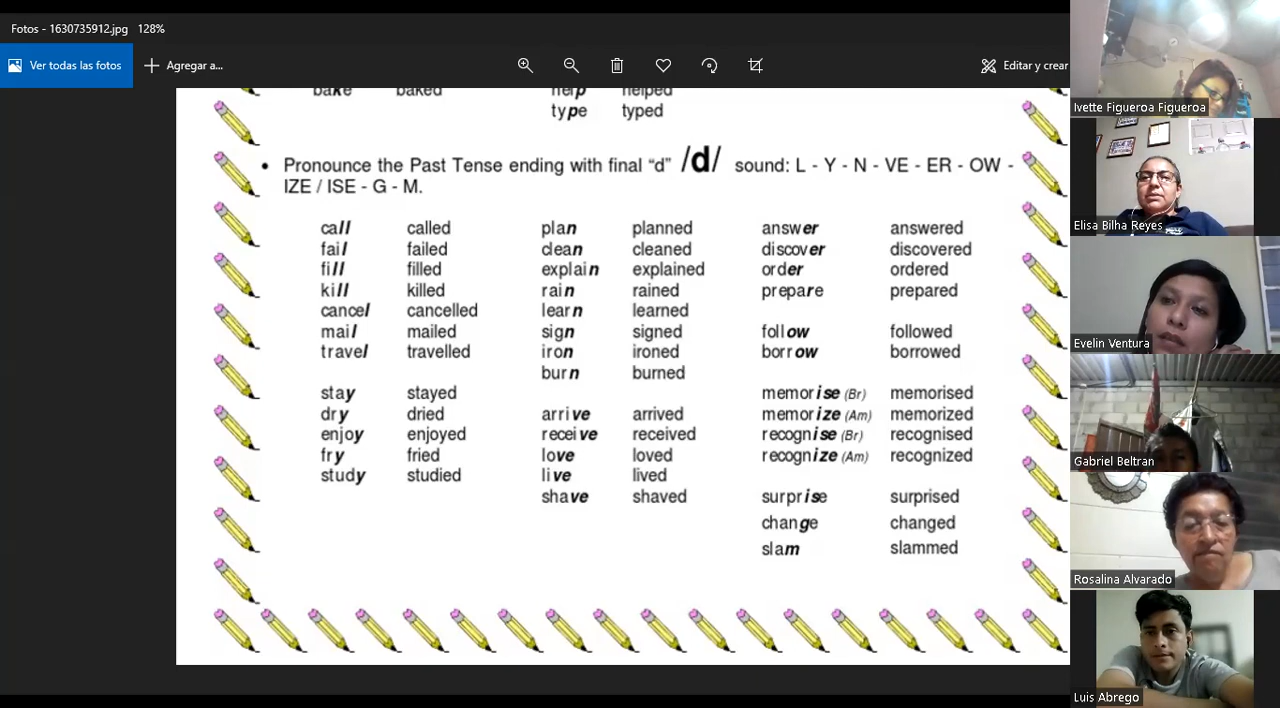 Fotos - 1630735912.jpg 128%
Ver todas las fotos
Agregar a...
Editar y crear
bake baked help helped
type typed
• Pronounce the Past Tense ending with final “d” /d/ sound: L - Y - N - VE - ER - OW -
IZE / ISE - G - M.
call called plan planned answer answered
fail failed clean cleaned discover discovered
fill filled explain explained order ordered
kill killed rain rained prepare prepared
cancel cancelled learn learned
mail mailed sign signed follow followed
travel travelled iron ironed borrow borrowed
burn burned
stay stayed memorise (Br) memorised
dry dried arrive arrived memorize (Am) memorized
enjoy enjoyed receive received recognise (Br) recognised
fry fried love loved recognize (Am) recognized
study studied live lived
shave shaved surprise surprised
change changed
slam slammed
Ivette Figueroa Figueroa
Elisa Bilha Reyes
Evelin Ventura
Gabriel Beltran
Rosalina Alvarado
Luis Abrego